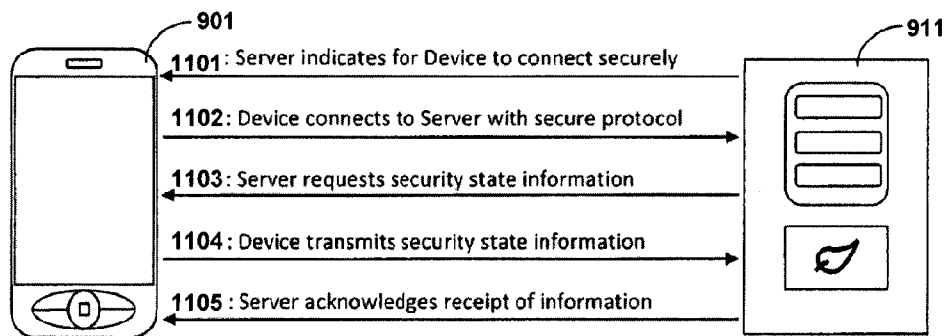 901
911
1101: Server indicates for Device to connect securely
1102: Device connects to Server with secure protocol
1103: Server requests security state information
1104: Device transmits security state information
1105: Server acknowledges receipt of information